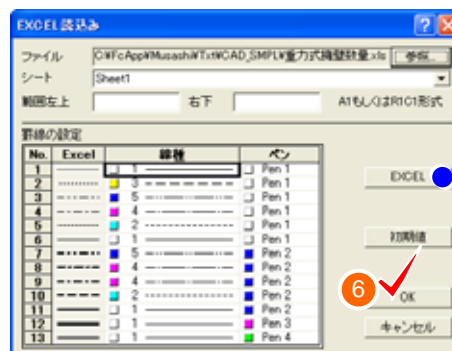 EXCEL読込み
ファイル C:¥FcApp¥Musashi¥Txt¥CAD_SMPL¥重力式擁壁数量.xls 参照...
シート Sheet1
範囲左上 右下 A1もしくはR1C1形式
罫線の設定
No. Excel 線種 ペン
1 1 Pen 1
2 3 Pen 1
3 5 Pen 1
4 4 Pen 1
5 2 Pen 1
6 1 Pen 1
7 5 Pen 2
8 4 Pen 2
9 4 Pen 2
10 2 Pen 2
11 1 Pen 2
12 1 Pen 3
13 1 Pen 4
EXCEL
初期値
6
OK
キャンセル